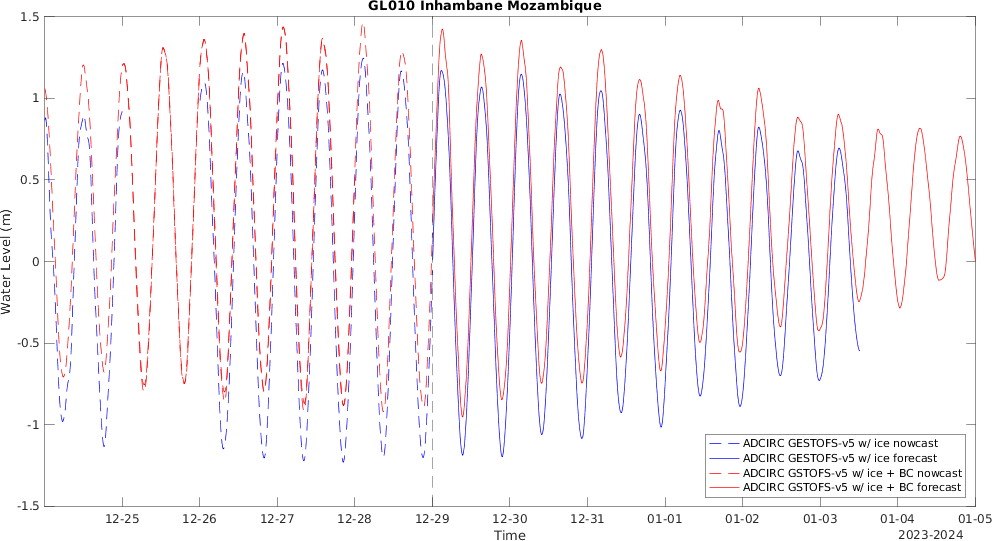 GL010 Inhambane Mozambique
Water Level (m)
1.5
1
0.5
0
-0.5
-1
-1.5
ADCIRC GESTOFS-v5 w/ ice nowcast
ADCIRC GESTOFS-v5 w/ ice forecast
ADCIRC GSTOFS-v5 w/ ice + BC nowcast
ADCIRC GSTOFS-v5 w/ ice + BC forecast
12-25 12-26 12-27 12-28 12-29 12-30 12-31 01-01 01-02 01-03 01-04 01-05
Time
2023-2024